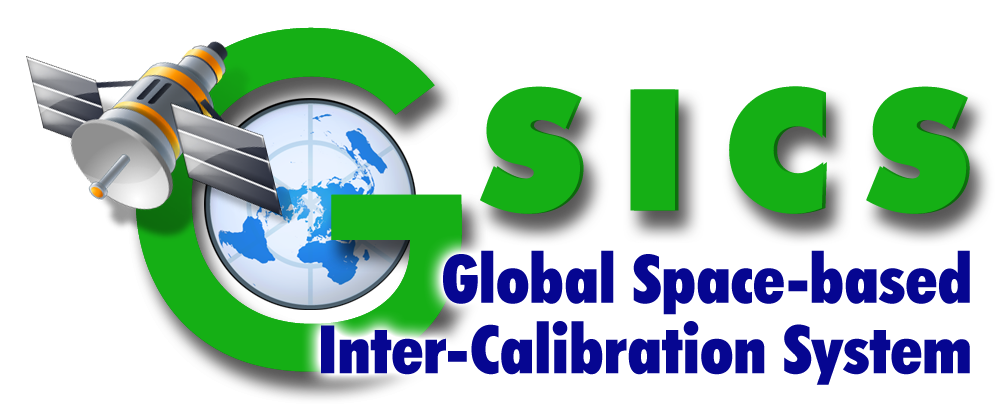 GSICS
Global Space-based
Inter-Calibration System